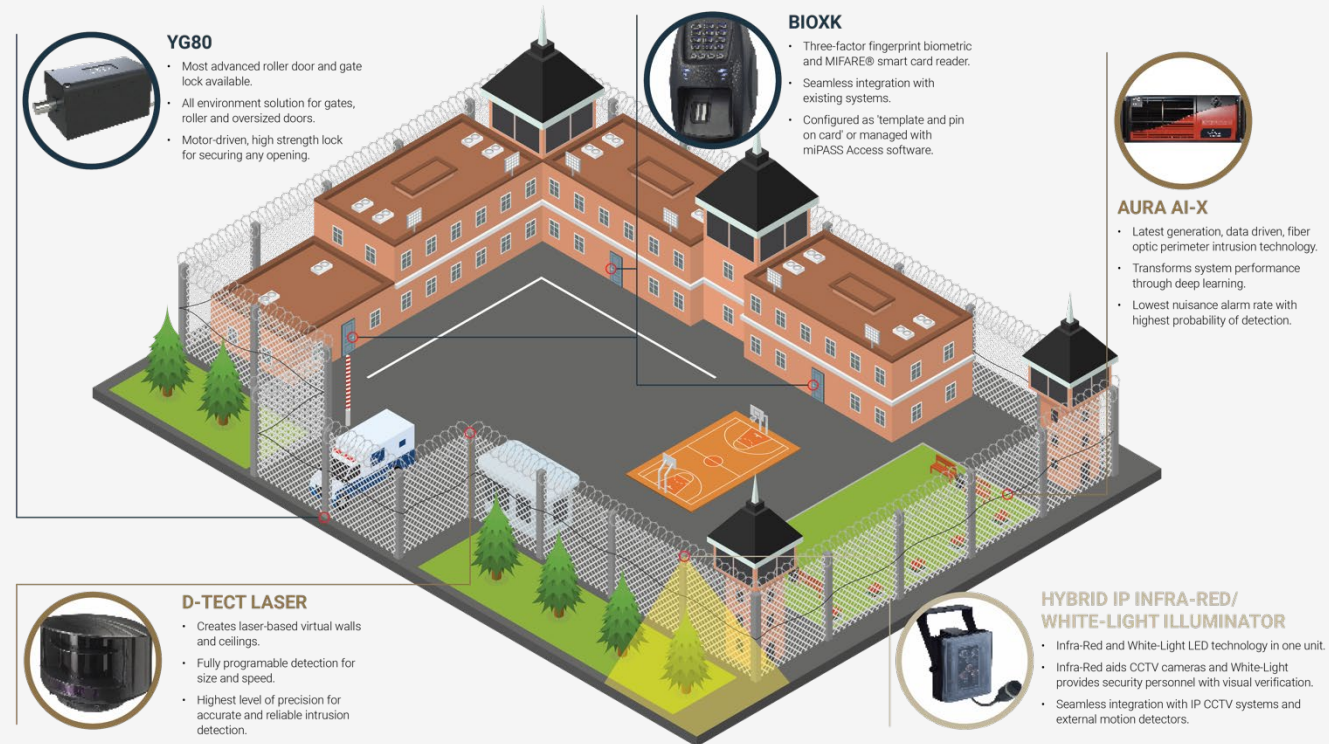 YG80
• Most advanced roller door and gate
lock available.
• All environment solution for gates,
roller and oversized doors.
• Motor-driven, high strength lock
for securing any opening.
BIOXK
• Three-factor fingerprint biometric
and MIFARE® smart card reader.
• Seamless integration with
existing systems.
• Configured as 'template and pin
on card' or managed with
miPASS Access software.
AURA AI-X
• Latest generation, data driven, fiber
optic perimeter intrusion technology.
• Transforms system performance
through deep learning.
• Lowest nuisance alarm rate with
highest probability of detection.
D-TECT LASER
• Creates laser-based virtual walls
and ceilings.
• Fully programable detection for
size and speed.
• Highest level of precision for
accurate and reliable intrusion
detection.
HYBRID IP INFRA-RED/
WHITE-LIGHT ILLUMINATOR
• Infra-Red and White-Light LED technology in one unit.
• Infra-Red aids CCTV cameras and White-Light
provides security personnel with visual verification.
• Seamless integration with IP CCTV systems and
external motion detectors.